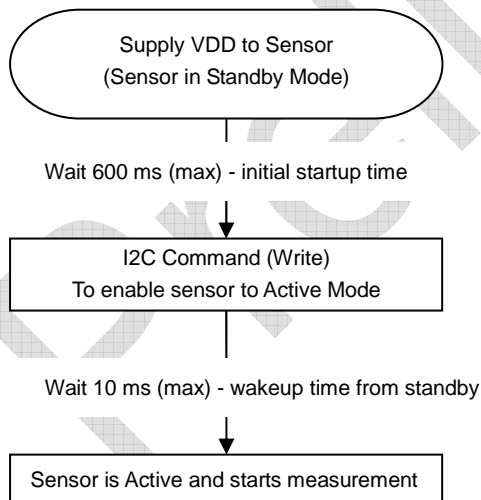 Supply VDD to Sensor
(Sensor in Standby Mode)
Wait 600 ms (max) - initial startup time
I2C Command (Write)
To enable sensor to Active Mode
Wait 10 ms (max) - wakeup time from standby
Sensor is Active and starts measurement